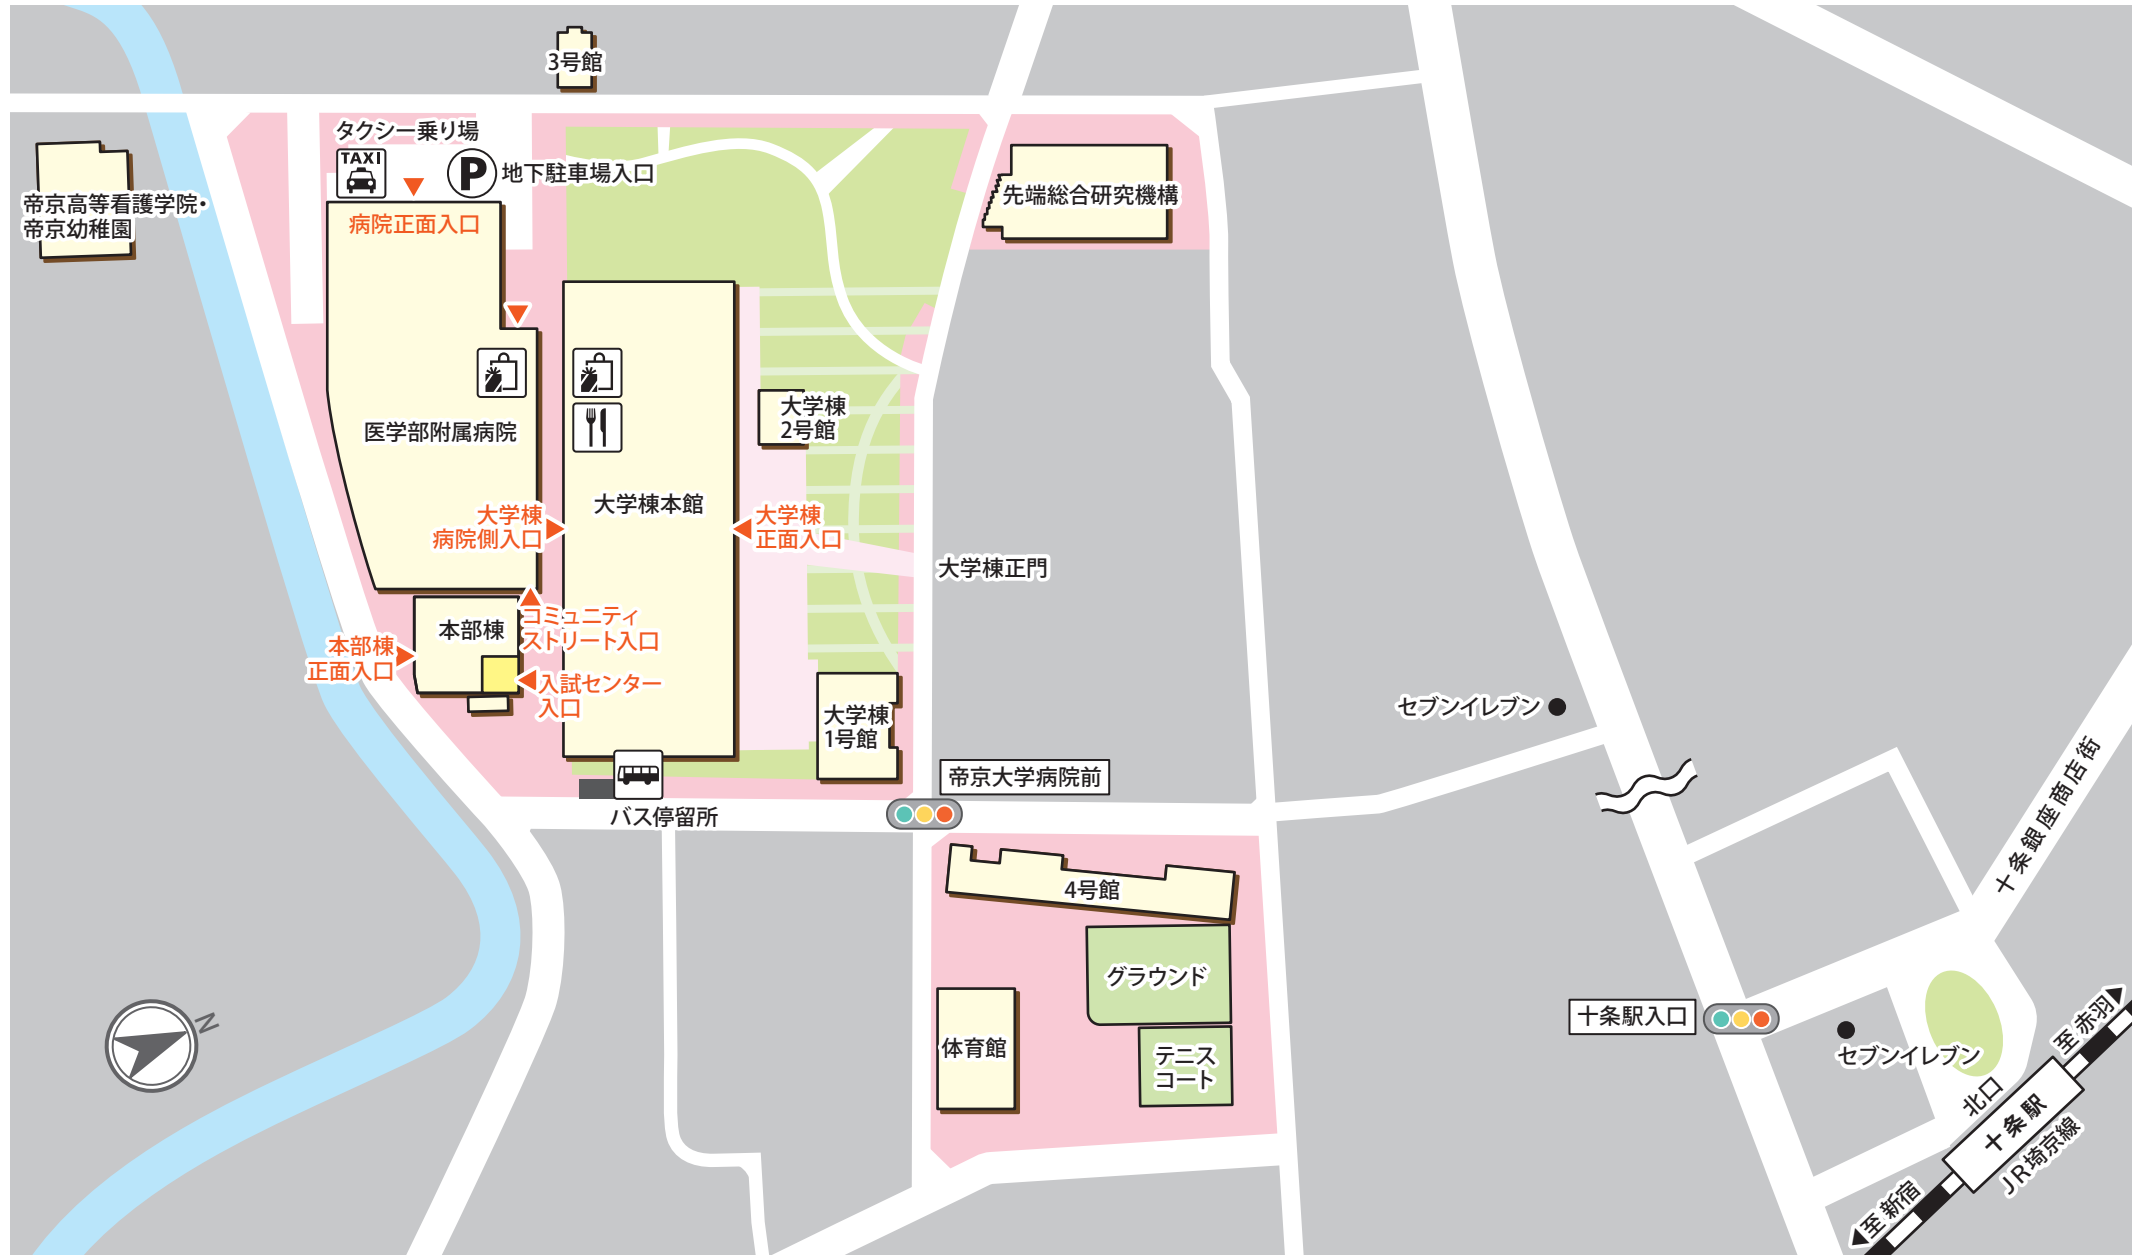 3号館
タクシー乗り場
TAXI
P
地下駐車場入口
病院正面入口
帝京高等看護学院・
帝京幼稚園
先端総合研究機構
医学部附属病院
大学棟
2号館
大学棟本館
大学棟
病院側入口
大学棟
正面入口
大学棟正門
コミュニティ
ストリート入口
本部棟
本部棟
正面入口
入試センター
入口
大学棟
1号館
セブンイレブン
帝京大学病院前
バス停留所
十条銀座商店街
4号館
グラウンド
体育館
テニス
コート
十条駅入口
セブンイレブン
至 赤羽
北口
十条駅
JR埼京線
至 新宿
N